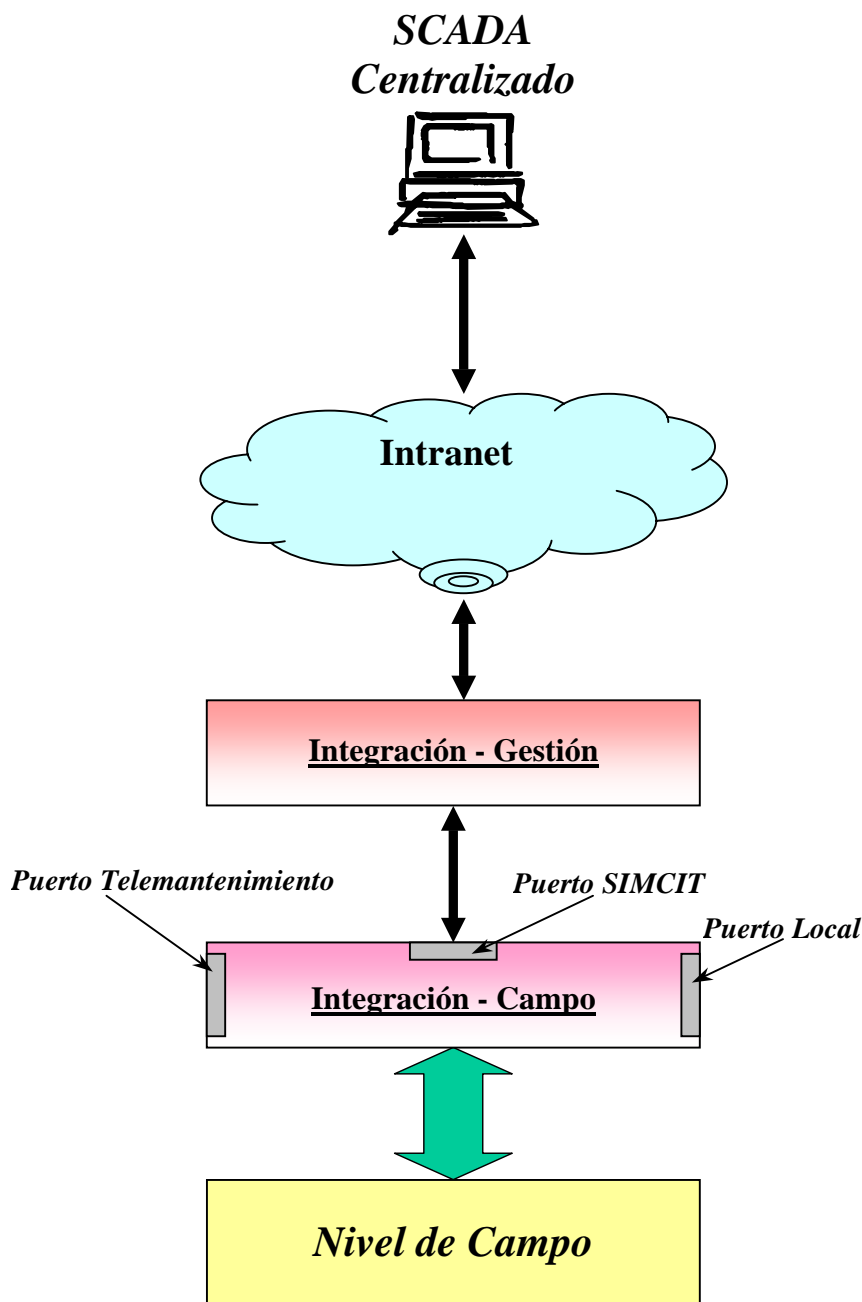 SCADA
Centralizado
Intranet
Integración - Gestión
Puerto Telemantenimiento
Puerto SIMCIT
Puerto Local
Integración - Campo
Nivel de Campo